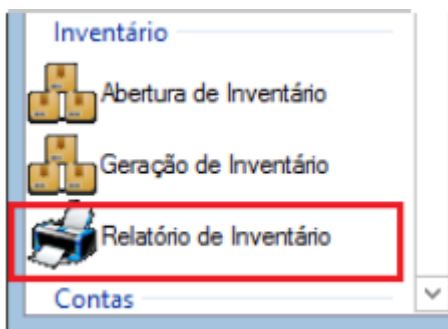 Inventário
Abertura de Inventário
Geração de Inventário
Relatório de Inventário
Contas